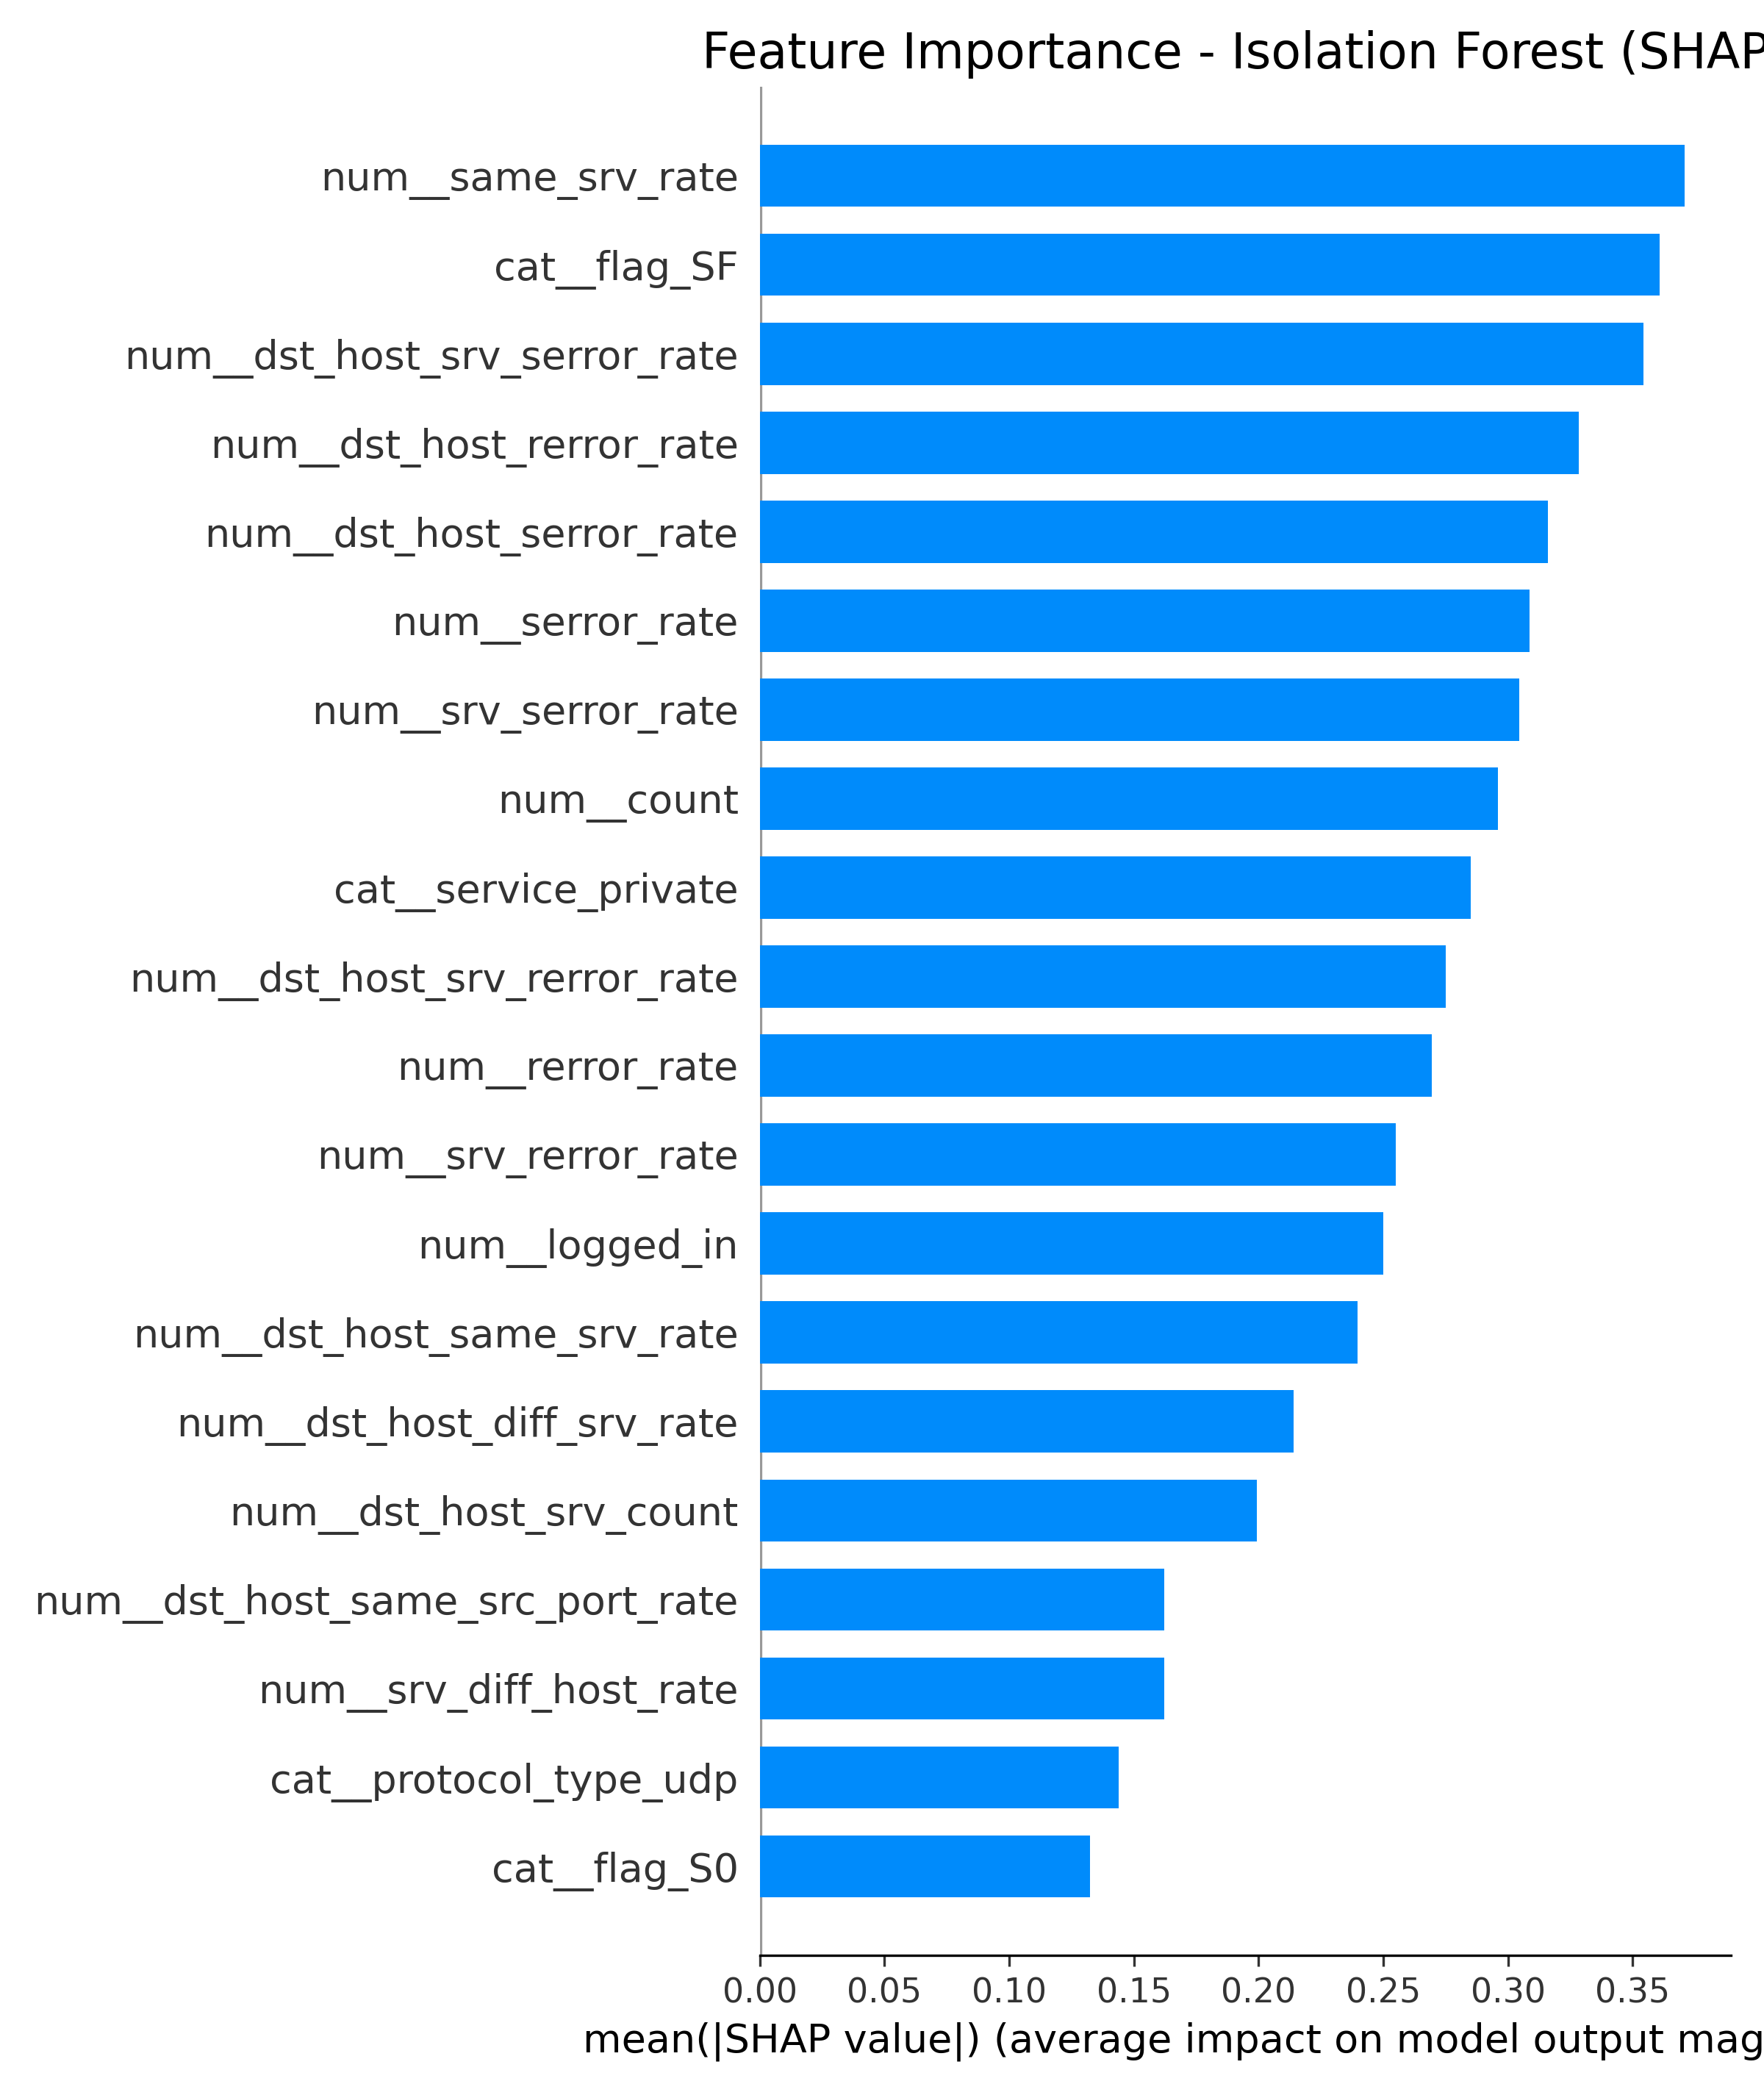 Feature Importance - Isolation Forest (SHAP
num__same_srv_rate
cat__flag_SF
num__dst_host_srv_serror_rate
num__dst_host_rerror_rate
num__dst_host_serror_rate
num__serror_rate
num__srv_serror_rate
num__count
cat__service_private
num__dst_host_srv_rerror_rate
num__rerror_rate
num__srv_rerror_rate
num__logged_in
num__dst_host_same_srv_rate
num__dst_host_diff_srv_rate
num__dst_host_srv_count
num__dst_host_same_src_port_rate
num__srv_diff_host_rate
cat__protocol_type_udp
cat__flag_S0
0.00 0.05 0.10 0.15 0.20 0.25 0.30 0.35
mean(|SHAP value|) (average impact on model output mag